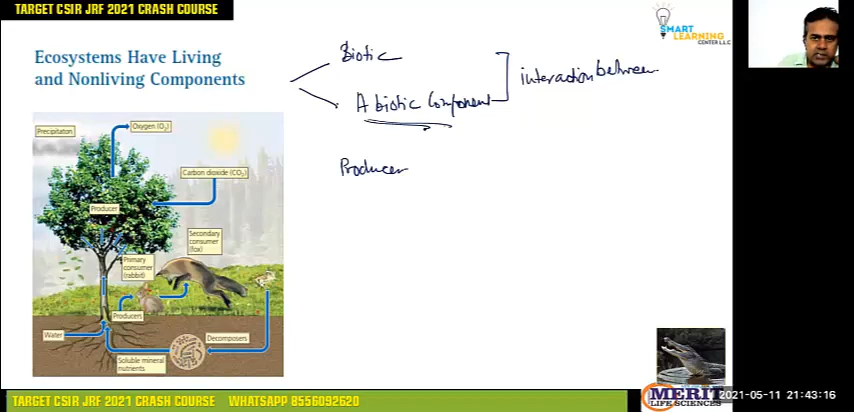 TARGET CSIR JRF 2021 CRASH COURSE
SMART
LEARNING
CENTER L.L.C
Ecosystems Have Living
and Nonliving Components
Biotic
A biotic Component
interaction between
Producer
Precipitation
Oxygen (O₂)
Carbon dioxide (CO₂)
Producer
Secondary
consumer
(fox)
Primary
consumer
(rabbit)
Producers
Water
Decomposers
Soluble mineral
nutrients
TARGET CSIR JRF 2021 CRASH COURSE WHATSAPP 8556092620
MERIT
LIFE SCIENCES
2021-05-11 21:43:16